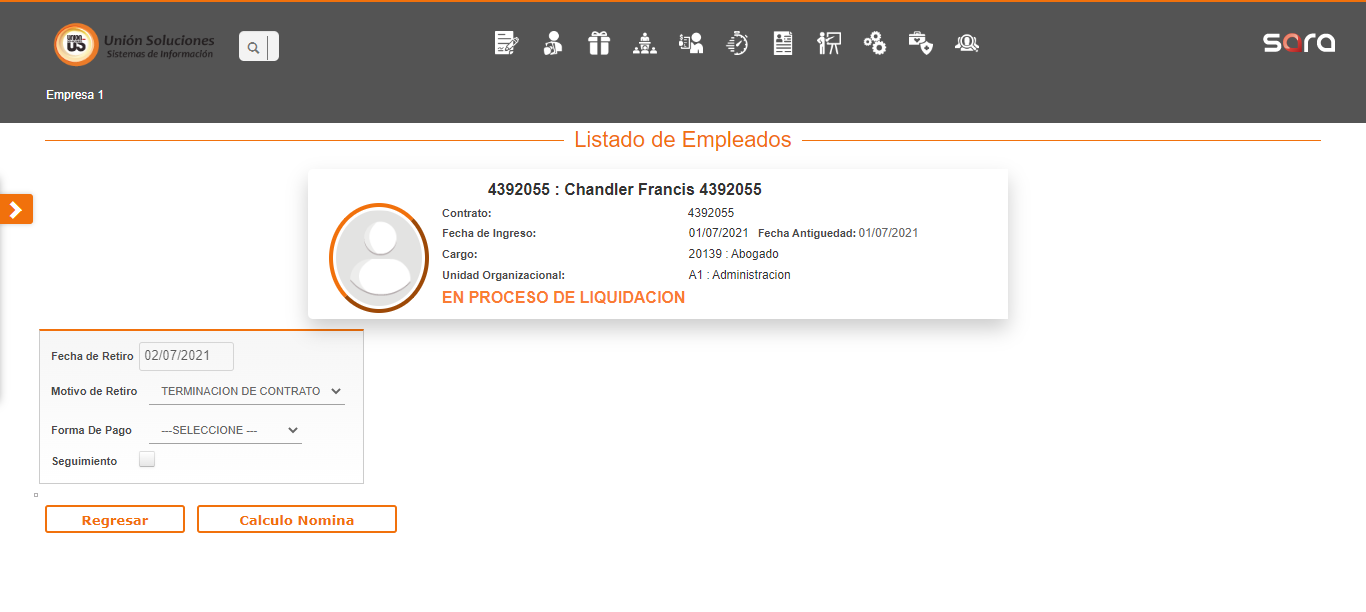 UNION US
Unión Soluciones
Sistemas de Información
sara
Empresa 1
Listado de Empleados
4392055 : Chandler Francis 4392055
Contrato: 4392055
Fecha de Ingreso: 01/07/2021 Fecha Antiguedad: 01/07/2021
Cargo: 20139 : Abogado
Unidad Organizacional: A1 : Administracion
EN PROCESO DE LIQUIDACION
Fecha de Retiro 02/07/2021
Motivo de Retiro TERMINACION DE CONTRATO
Forma De Pago ---SELECCIONE ---
Seguimiento
Regresar Calculo Nomina